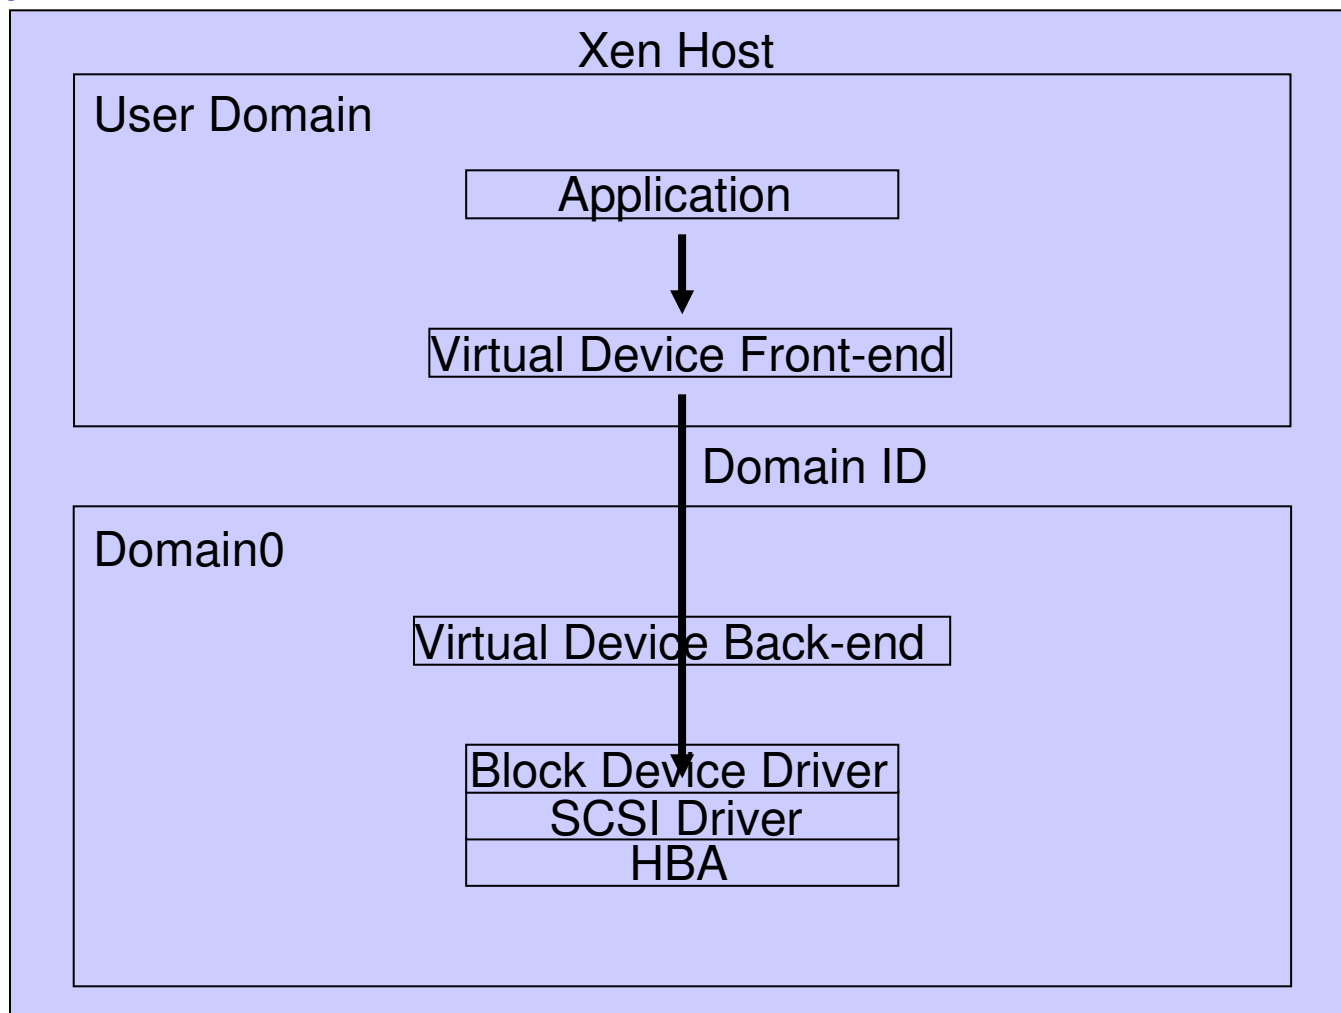 Xen Host
User Domain
Application
Virtual Device Front-end
Domain ID
Domain0
Virtual Device Back-end
Block Device Driver
SCSI Driver
HBA